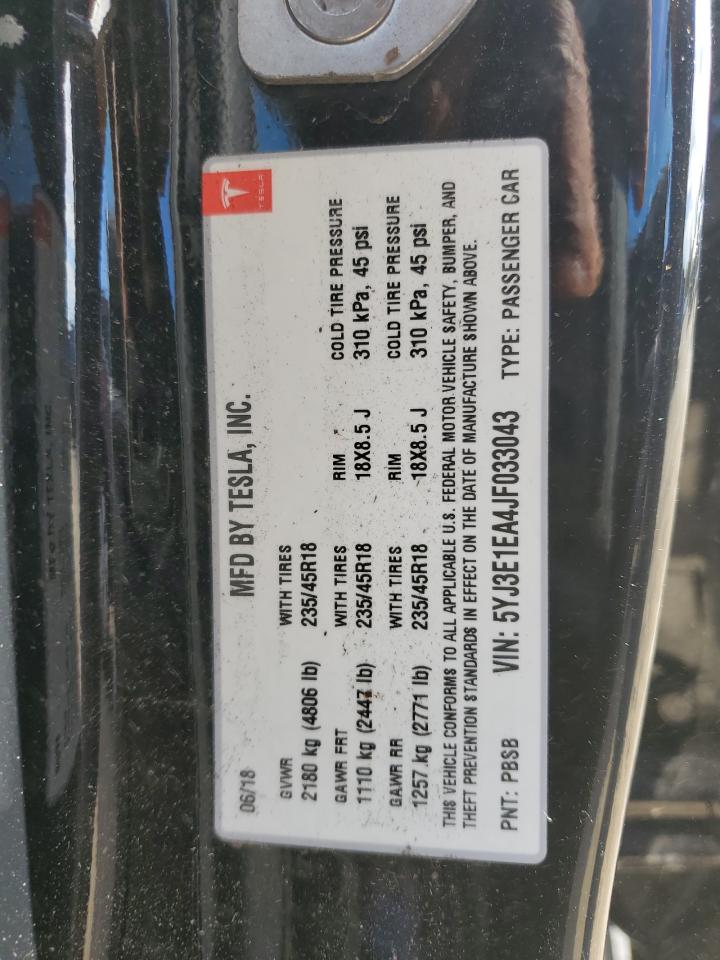 TESLA
06/18 MFD BY TESLA, INC.
GVWR WITH TIRES
2180 kg (4806 lb) 235/45R18
GAWR FRT WITH TIRES RIM COLD TIRE PRESSURE
1110 kg (2447 lb) 235/45R18 18X8.5 J 310 kPa, 45 psi
GAWR RR WITH TIRES RIM COLD TIRE PRESSURE
1257 kg (2771 lb) 235/45R18 18X8.5 J 310 kPa, 45 psi
THIS VEHICLE CONFORMS TO ALL APPLICABLE U.S. FEDERAL MOTOR VEHICLE SAFETY, BUMPER, AND
THEFT PREVENTION STANDARDS IN EFFECT ON THE DATE OF MANUFACTURE SHOWN ABOVE.
PNT: PBSB VIN: 5YJ3E1EA4JF033043 TYPE: PASSENGER CAR